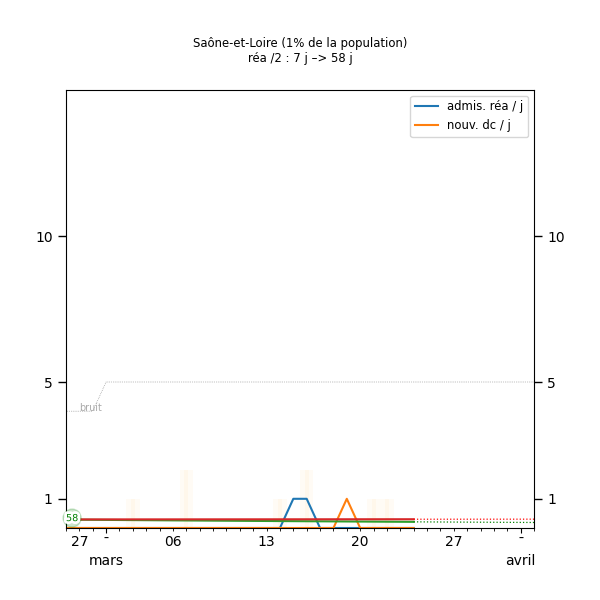 Saône-et-Loire (1% de la population)
réa /2 : 7 j –> 58 j
admis. réa / j
nouv. dc / j
10
10
5
5
bruit
1
1
58
27 - 06 13 20 27 -
mars avril